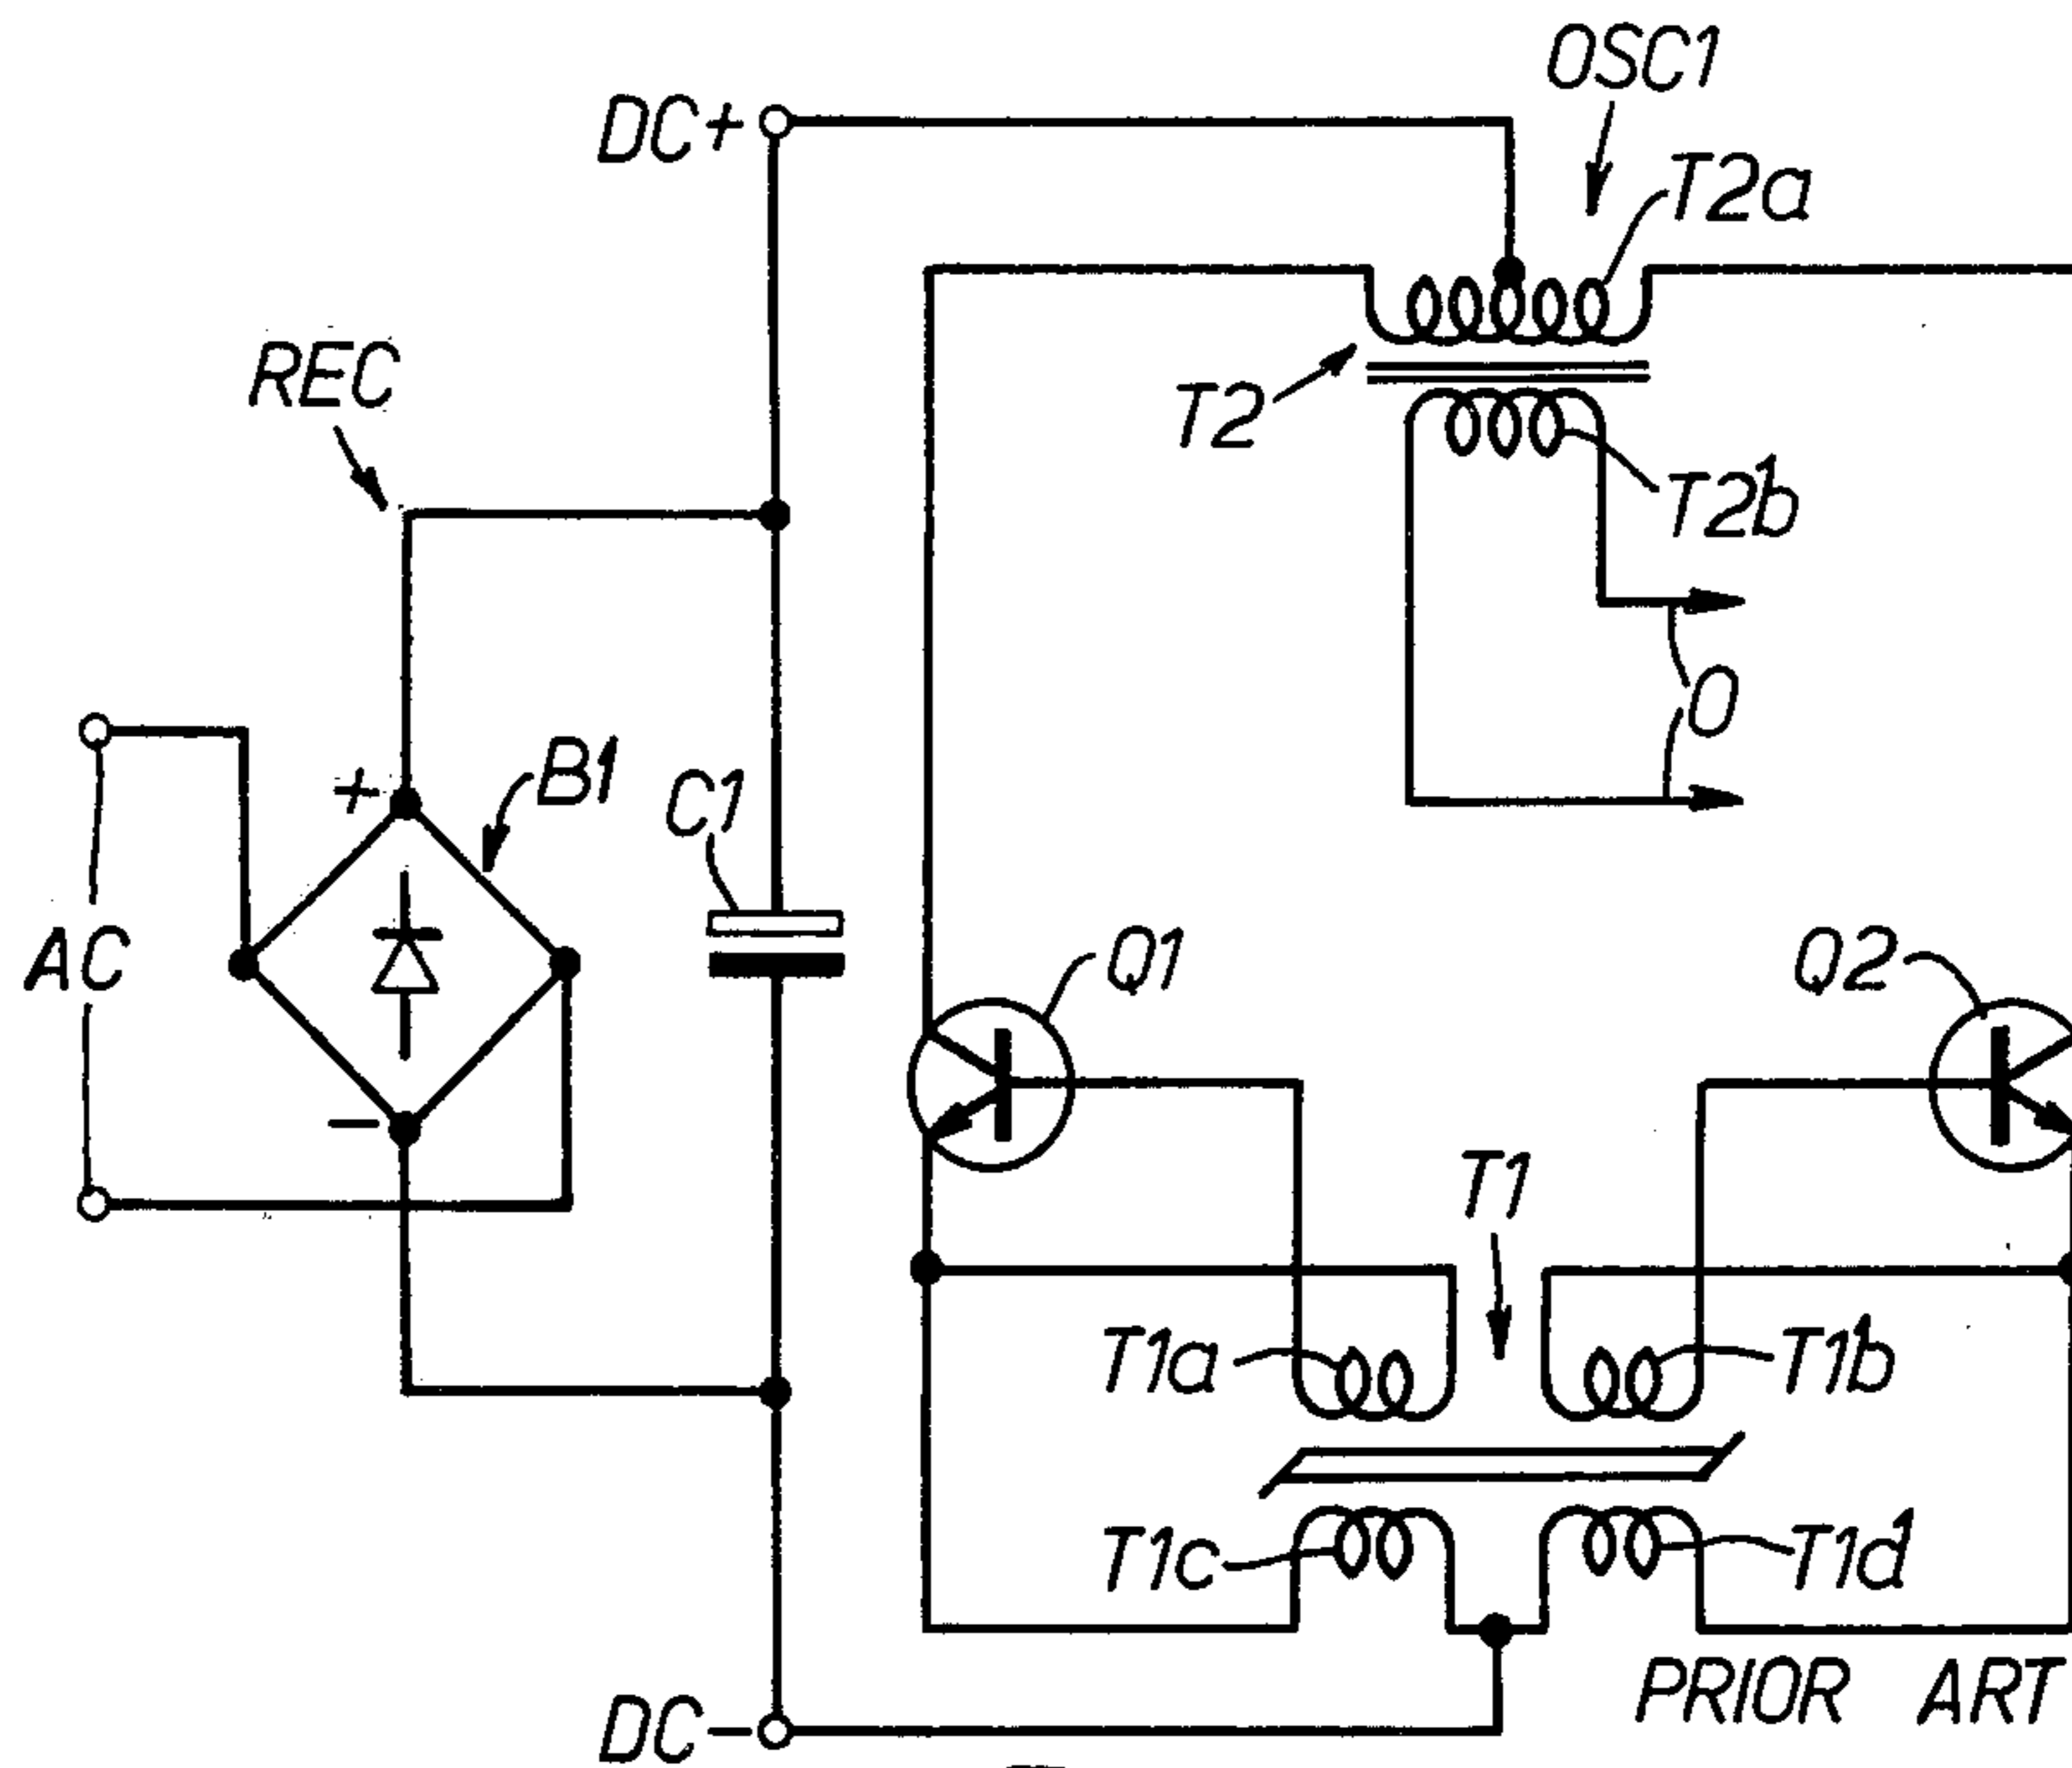 OSC1
DC+
T2a
REC
T2
T2b
O
B1
+
C1
AC
Q1
Q2
−
T1
T1a
T1b
T1c
T1d
PRIOR ART
DC−